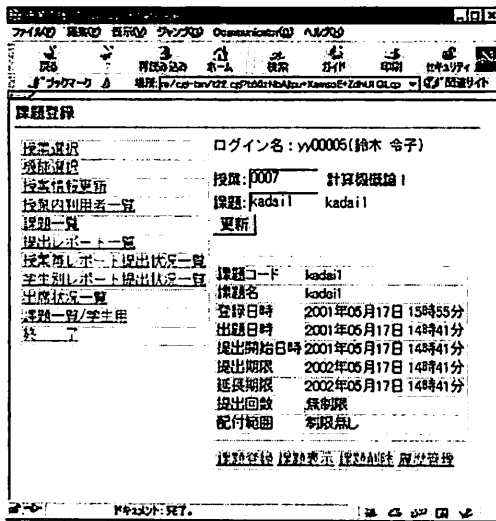 ファイル(F) 編集(E) 表示(V) ジャンプ(G) Communicator(C) ヘルプ(H)
戻る 再読み込み ホーム 検索 ガイド 印刷 セキュリティ
ブックマーク 場所: 関連サイト
課題登録
授業選択
機能選択
授業情報更新
授業内利用者一覧
課題一覧
提出レポート一覧
授業毎レポート提出状況一覧
学生別レポート提出状況一覧
出席状況一覧
課題一覧/学生用
終 了
ログイン名：yy00005(鈴木 令子)
授業: 0007 計算機概論 I
課題: kadai1 kadai1
更新
課題コード kadai1
課題名 kadai1
登録日時 2001年05月17日 15時55分
出題日時 2001年05月17日 14時41分
提出開始日時 2001年05月17日 14時41分
提出期限 2002年05月17日 14時41分
延長期限 2002年05月17日 14時41分
提出回数 無制限
配付範囲 制限無し
課題登録 課題表示 課題削除 履歴管理
ドキュメント: 完了。